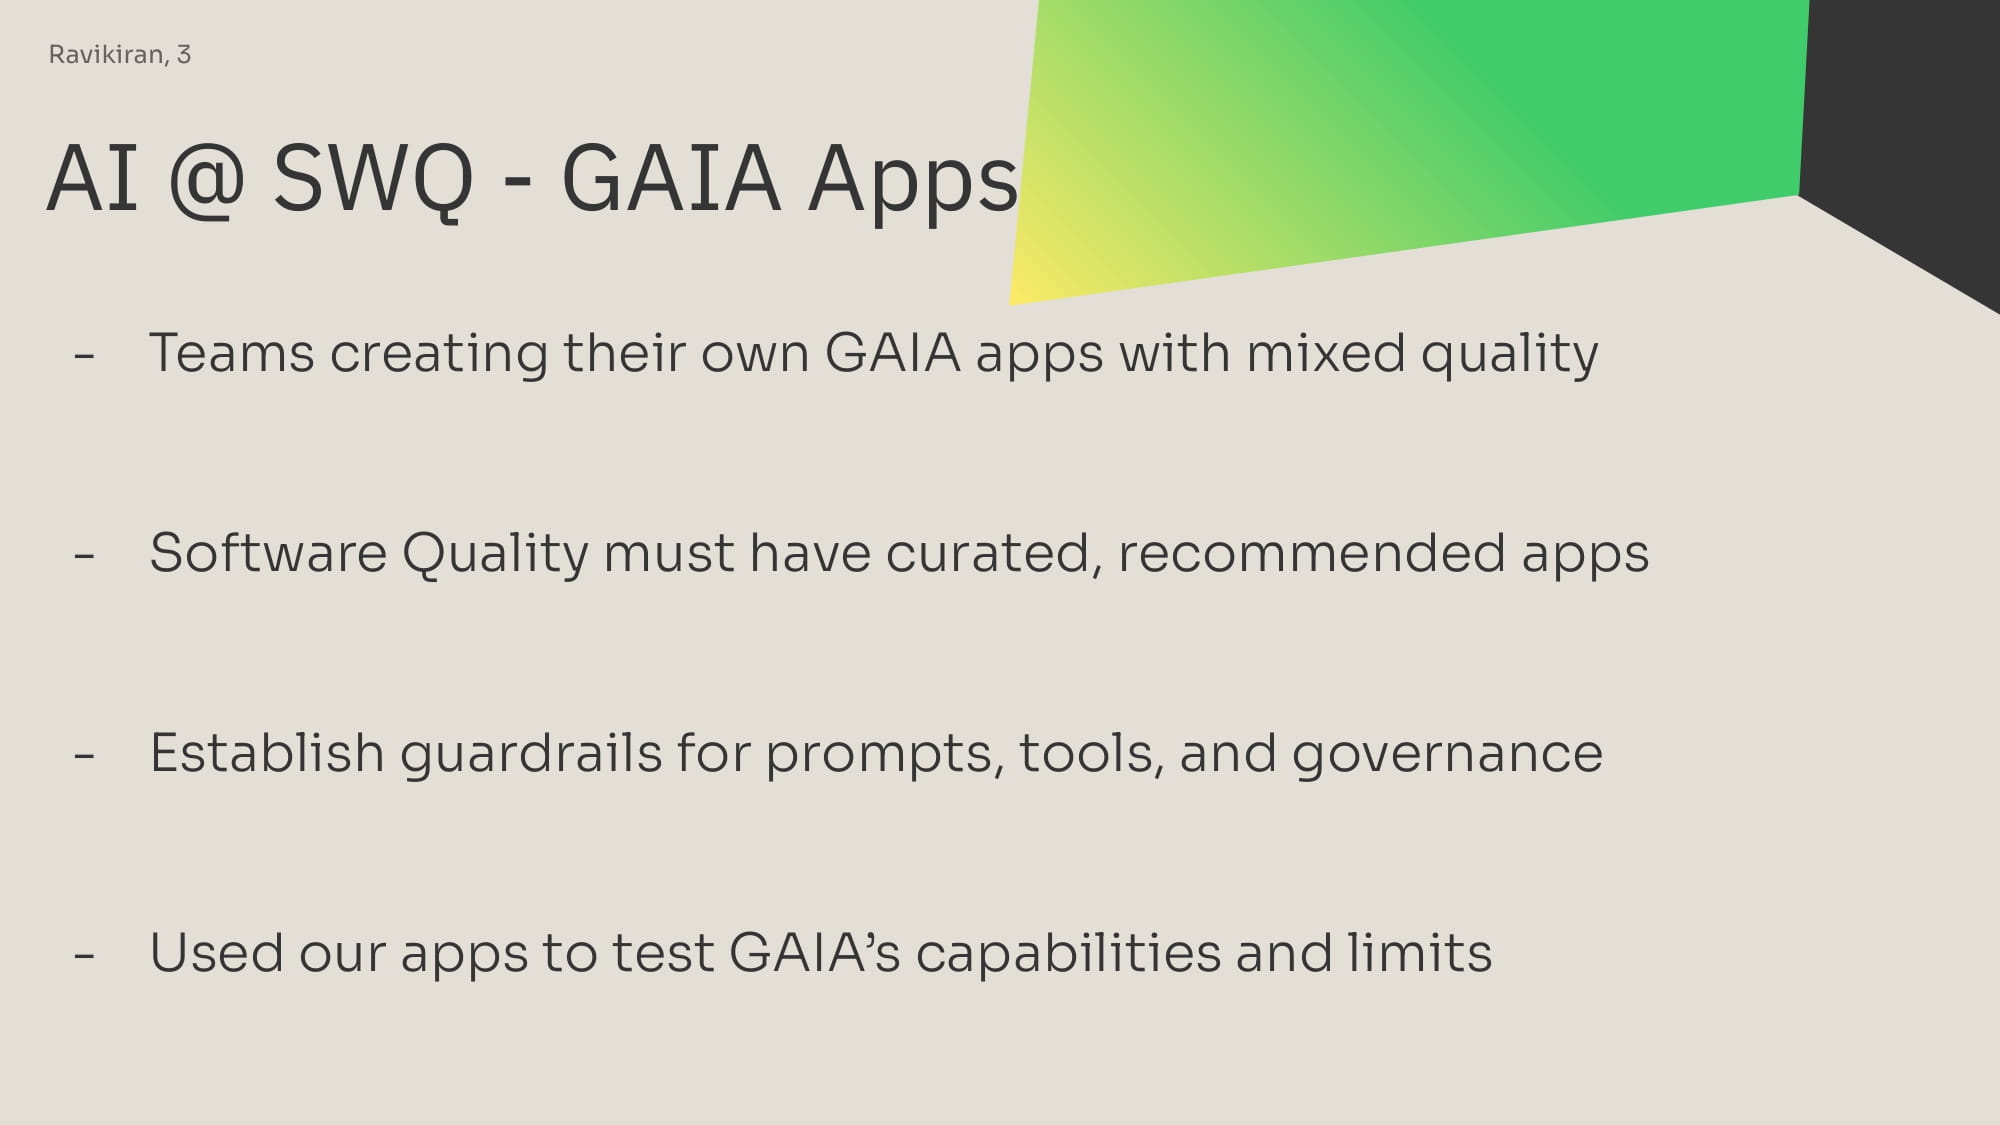 Ravikiran, 3
AI @ SWQ - GAIA Apps
- Teams creating their own GAIA apps with mixed quality
- Software Quality must have curated, recommended apps
- Establish guardrails for prompts, tools, and governance
- Used our apps to test GAIA’s capabilities and limits